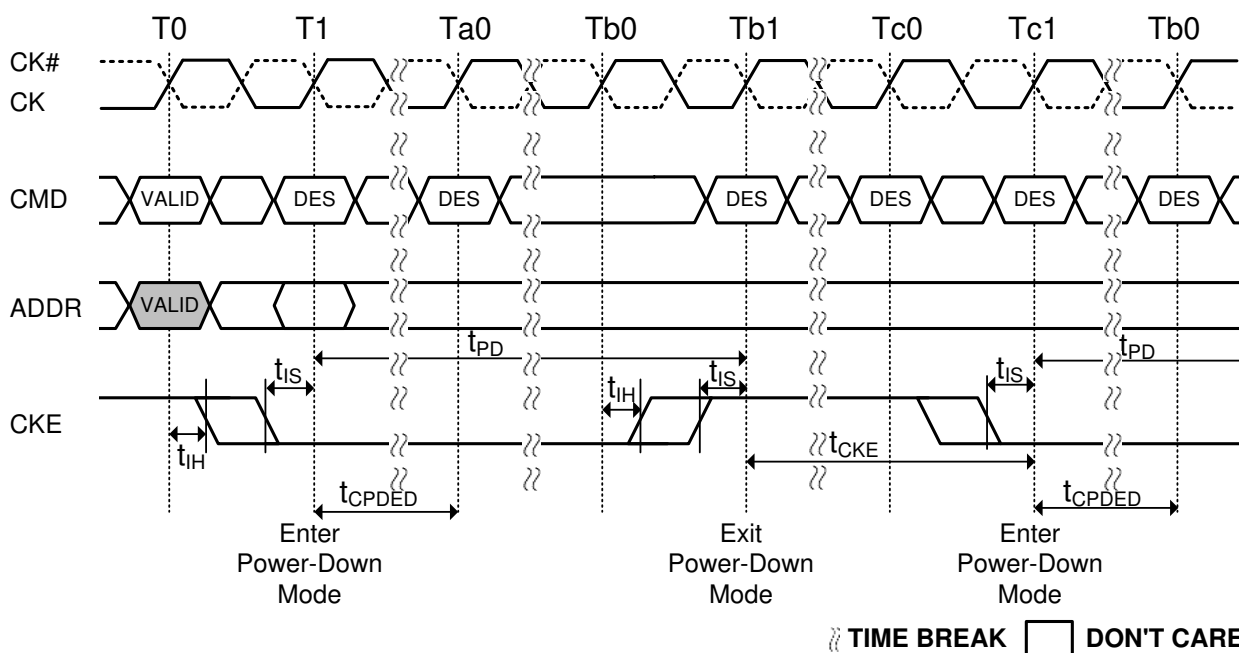 T0 T1 Ta0 Tb0 Tb1 Tc0 Tc1 Tb0
CK#
CK
CMD VALID DES DES DES DES DES DES
ADDR VALID
tPD tPD
tIS tIH tIS tIS
CKE
tIH tCKE
tCPDED tCPDED
Enter Power-Down Mode
Exit Power-Down Mode
Enter Power-Down Mode
TIME BREAK DON'T CARE